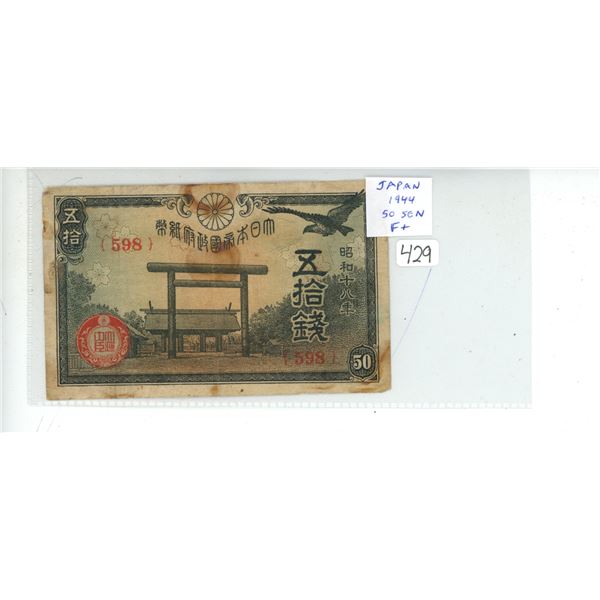 大日本帝國政府紙幣
五拾
{598}
昭和十八年
五拾錢
{598}
50
JAPAN
1944
50 SEN
F+
429